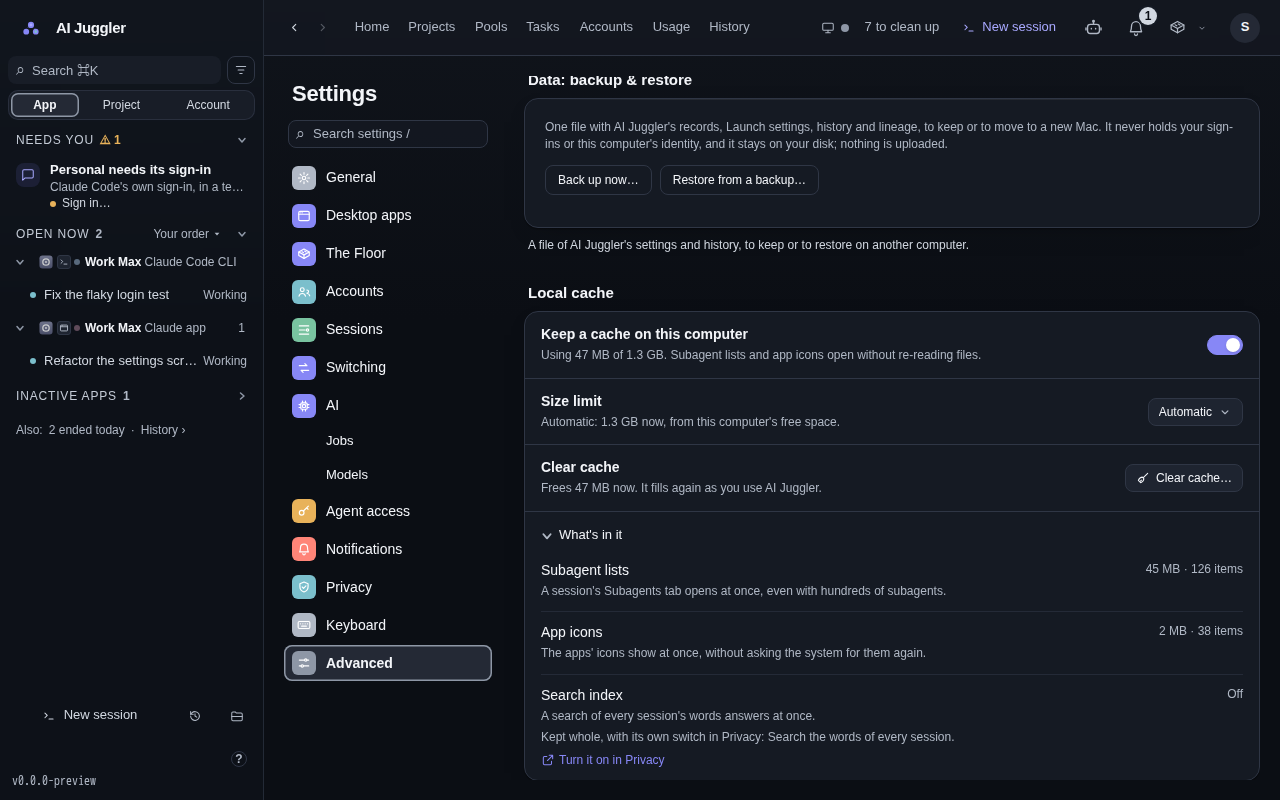 AI Juggler
Search ⌘K
App
Project
Account
NEEDS YOU 1
Personal needs its sign-in
Claude Code's own sign-in, in a te…
Sign in…
OPEN NOW 2
Your order
Work Max Claude Code CLI
Fix the flaky login test
Working
Work Max Claude app
1
Refactor the settings scr…
Working
INACTIVE APPS 1
Also: 2 ended today · History ›
New session
?
v0.0.0-preview
Home
Projects
Pools
Tasks
Accounts
Usage
History
7 to clean up
New session
1
S
Settings
Search settings /
General
Desktop apps
The Floor
Accounts
Sessions
Switching
AI
Jobs
Models
Agent access
Notifications
Privacy
Keyboard
Advanced
Data: backup & restore
One file with AI Juggler's records, Launch settings, history and lineage, to keep or to move to a new Mac. It never holds your sign-
ins or this computer's identity, and it stays on your disk; nothing is uploaded.
Back up now…
Restore from a backup…
A file of AI Juggler's settings and history, to keep or to restore on another computer.
Local cache
Keep a cache on this computer
Using 47 MB of 1.3 GB. Subagent lists and app icons open without re-reading files.
Size limit
Automatic: 1.3 GB now, from this computer's free space.
Automatic
Clear cache
Frees 47 MB now. It fills again as you use AI Juggler.
Clear cache…
What's in it
Subagent lists
45 MB · 126 items
A session's Subagents tab opens at once, even with hundreds of subagents.
App icons
2 MB · 38 items
The apps' icons show at once, without asking the system for them again.
Search index
Off
A search of every session's words answers at once.
Kept whole, with its own switch in Privacy: Search the words of every session.
Turn it on in Privacy